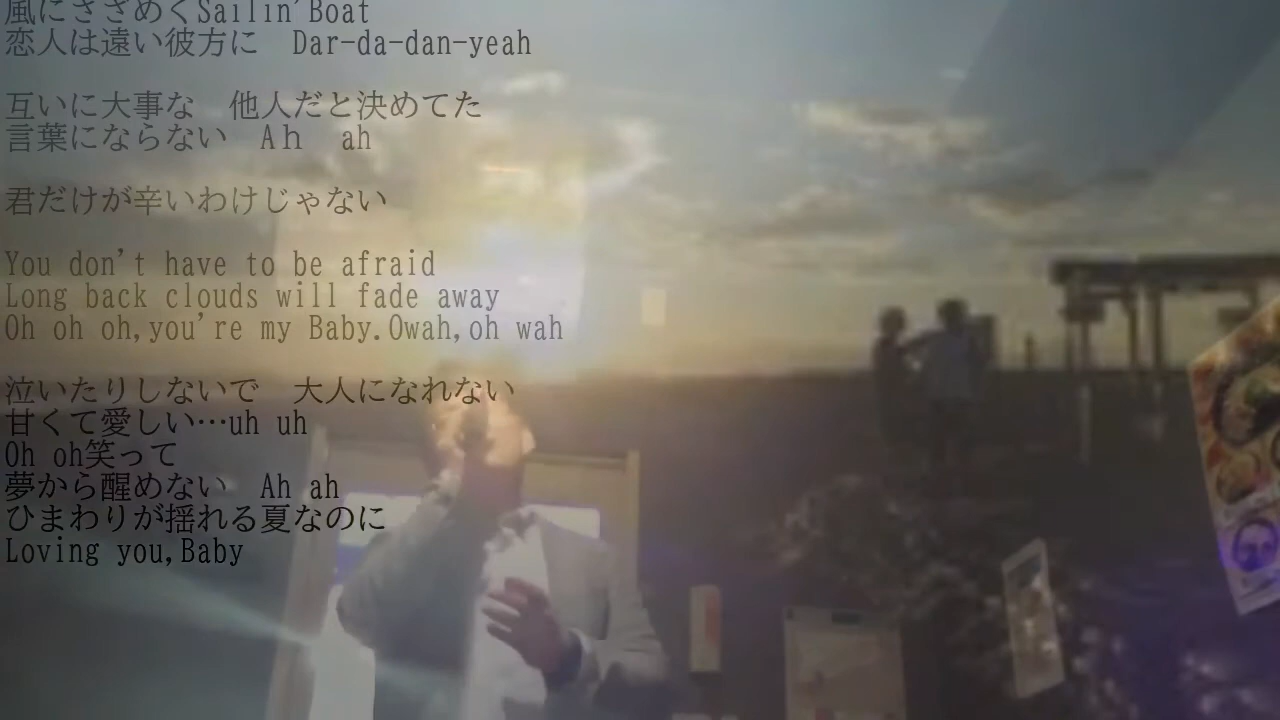 風にささめくSailin'Boat
恋人は遠い彼方に　Dar-da-dan-yeah
互いに大事な　他人だと決めてた
言葉にならない　Ａｈ　ah
君だけが辛いわけじゃない
You don't have to be afraid
Long back clouds will fade away
Oh oh oh,you're my Baby.Owah,oh wah
泣いたりしないで　大人になれない
甘くて愛しい…uh uh
Oh oh笑って
夢から醒めない　Ah ah
ひまわりが揺れる夏なのに
Loving you,Baby